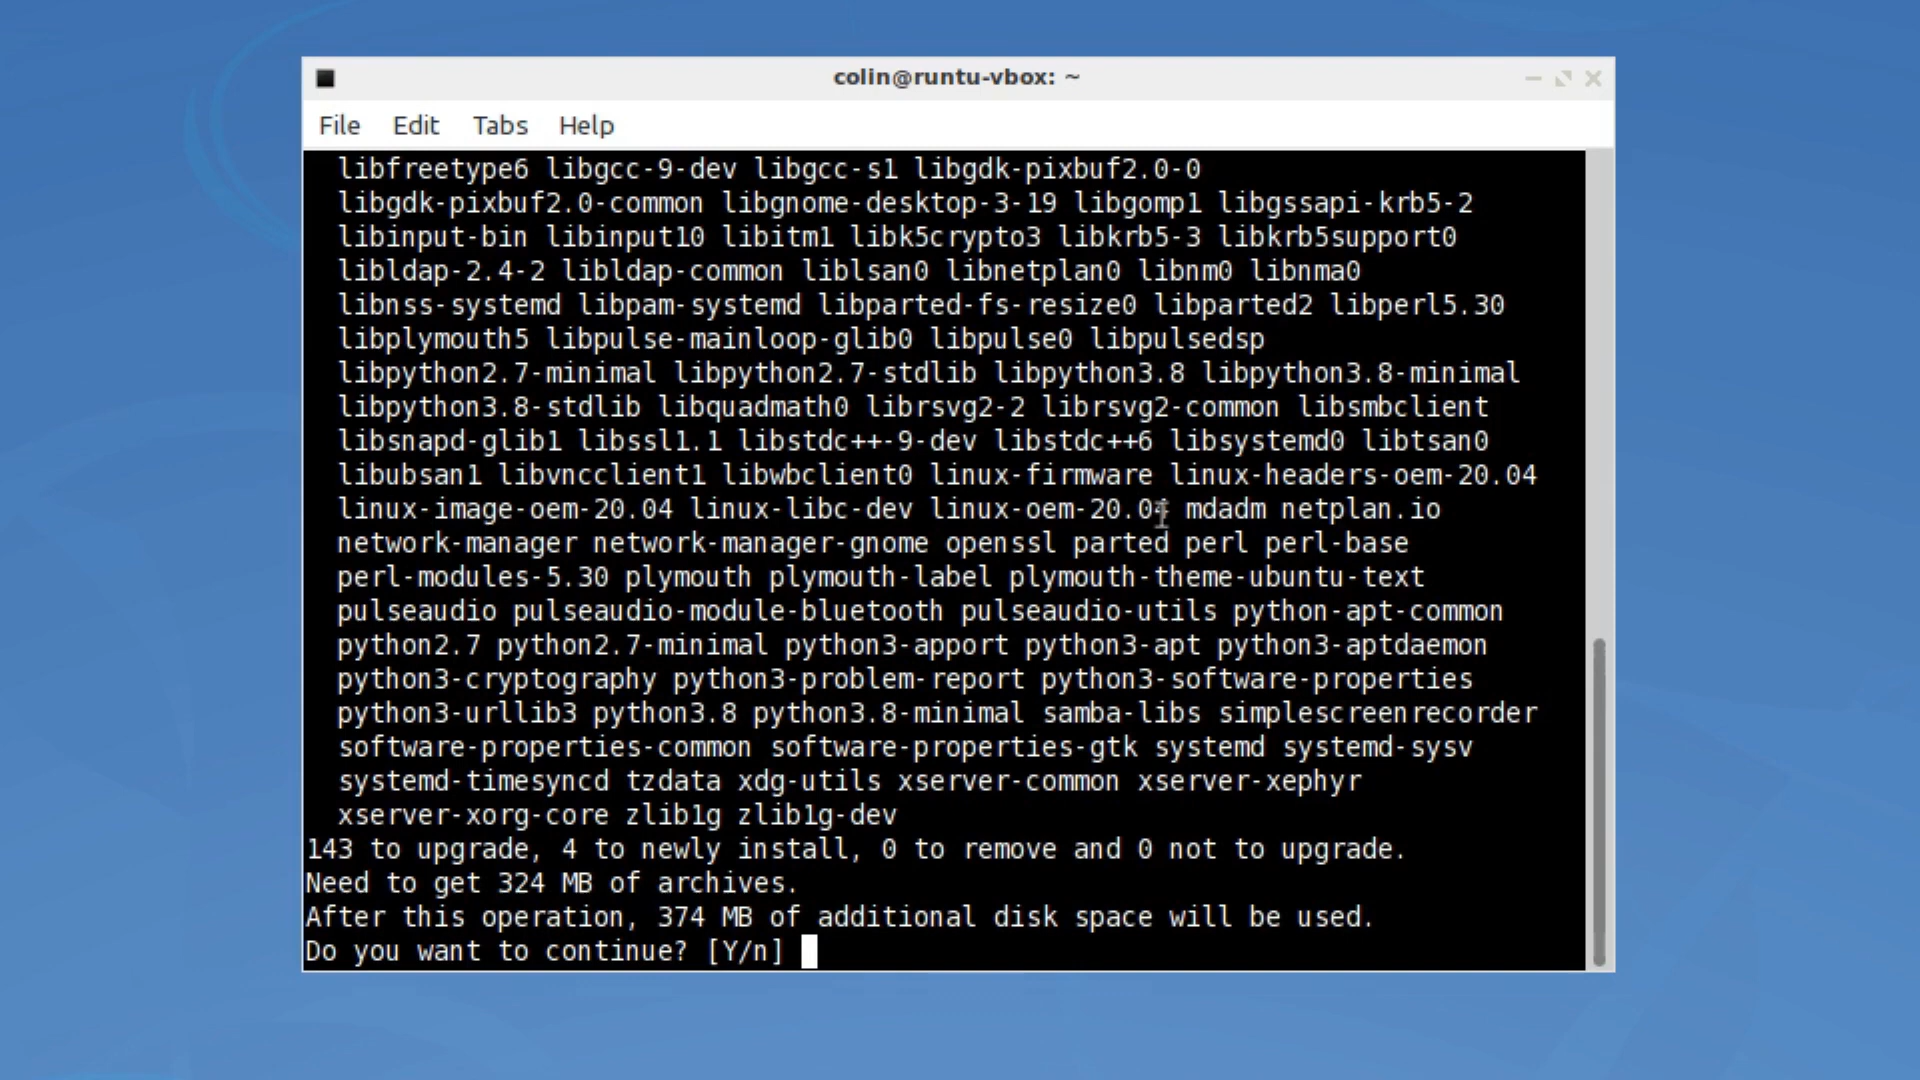 colin@runtu-vbox: ~
File Edit Tabs Help
libfreetype6 libgcc-9-dev libgcc-s1 libgdk-pixbuf2.0-0
libgdk-pixbuf2.0-common libgnome-desktop-3-19 libgomp1 libgssapi-krb5-2
libinput-bin libinput10 libitm1 libk5crypto3 libkrb5-3 libkrb5support0
libldap-2.4-2 libldap-common liblsan0 libnetplan0 libnm0 libnma0
libnss-systemd libpam-systemd libparted-fs-resize0 libparted2 libperl5.30
libplymouth5 libpulse-mainloop-glib0 libpulse0 libpulsedsp
libpython2.7-minimal libpython2.7-stdlib libpython3.8 libpython3.8-minimal
libpython3.8-stdlib libquadmath0 librsvg2-2 librsvg2-common libsmbclient
libsnapd-glib1 libssl1.1 libstdc++-9-dev libstdc++6 libsystemd0 libtsan0
libubsan1 libvncclient1 libwbclient0 linux-firmware linux-headers-oem-20.04
linux-image-oem-20.04 linux-libc-dev linux-oem-20.04 mdadm netplan.io
network-manager network-manager-gnome openssl parted perl perl-base
perl-modules-5.30 plymouth plymouth-label plymouth-theme-ubuntu-text
pulseaudio pulseaudio-module-bluetooth pulseaudio-utils python-apt-common
python2.7 python2.7-minimal python3-apport python3-apt python3-aptdaemon
python3-cryptography python3-problem-report python3-software-properties
python3-urllib3 python3.8 python3.8-minimal samba-libs simplescreenrecorder
software-properties-common software-properties-gtk systemd systemd-sysv
systemd-timesyncd tzdata xdg-utils xserver-common xserver-xephyr
xserver-xorg-core zlib1g zlib1g-dev
143 to upgrade, 4 to newly install, 0 to remove and 0 not to upgrade.
Need to get 324 MB of archives.
After this operation, 374 MB of additional disk space will be used.
Do you want to continue? [Y/n]